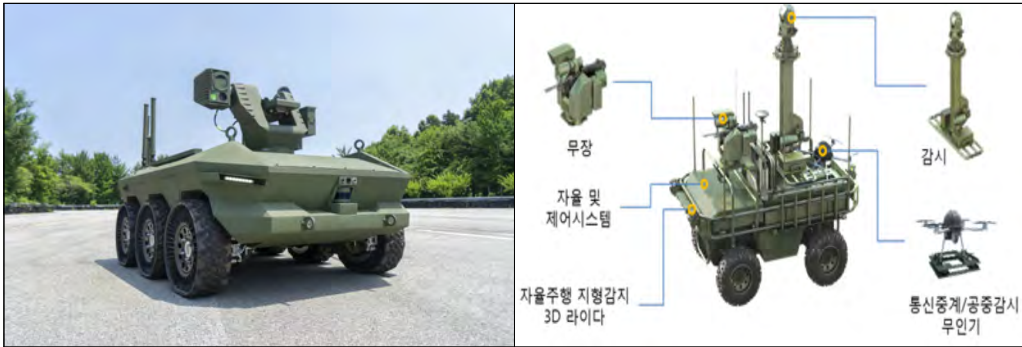 무장
감시
자율 및
제어시스템
자율주행 지형감지
3D 라이다
통신중계/공중감시
무인기